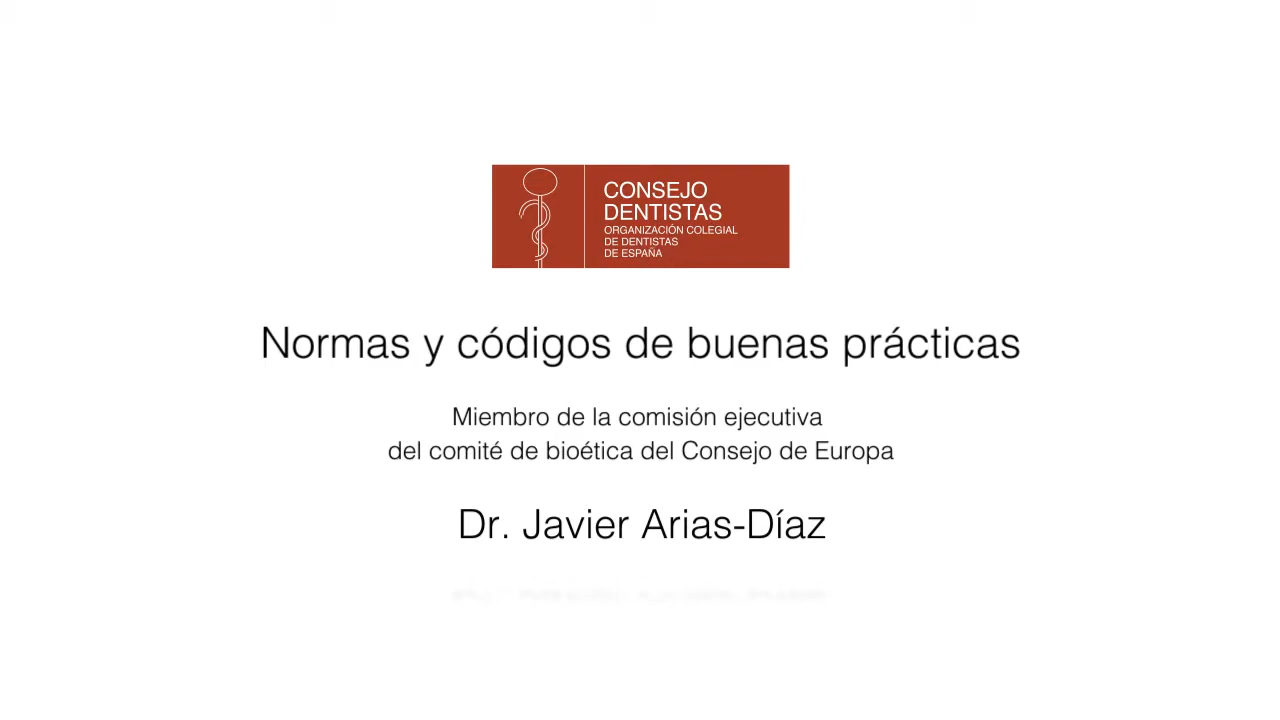 CONSEJO
DENTISTAS
ORGANIZACIÓN COLEGIAL
DE DENTISTAS
DE ESPAÑA
Normas y códigos de buenas prácticas
Miembro de la comisión ejecutiva
del comité de bioética del Consejo de Europa
Dr. Javier Arias-Díaz